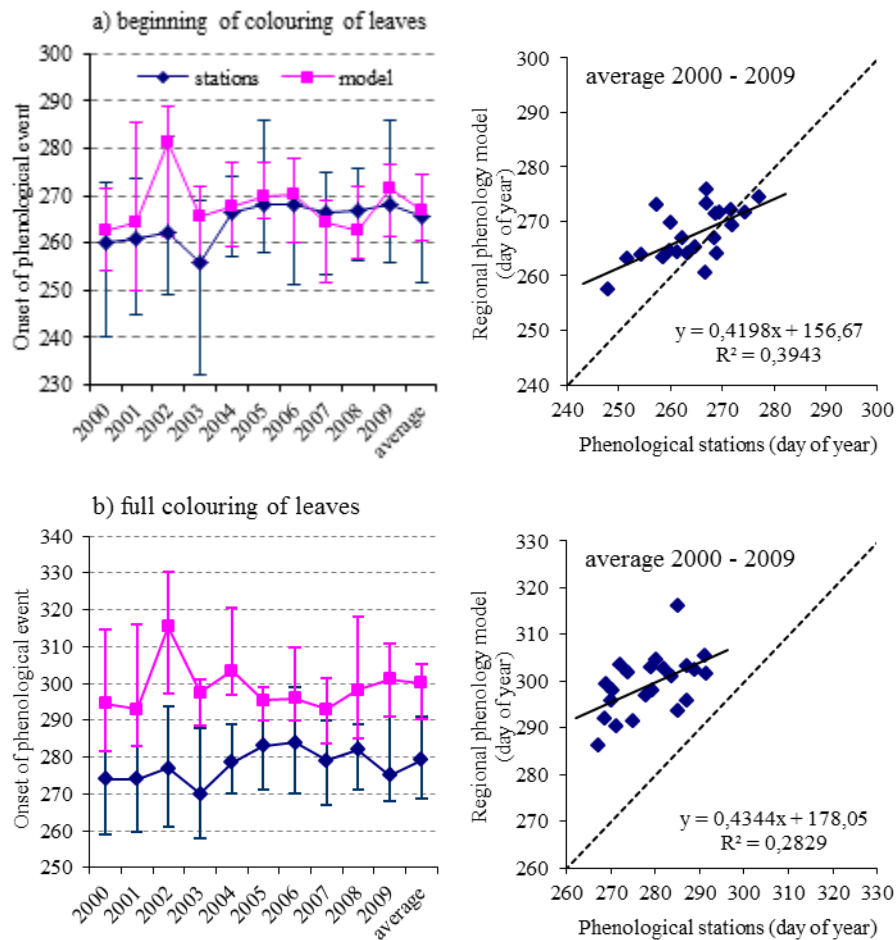 a) beginning of colouring of leaves
Onset of phenological event
300
290
280
270
260
250
240
230
stations
model
2000
2001
2002
2003
2004
2005
2006
2007
2008
2009
average
Regional phenology model
(day of year)
300
290
280
270
260
250
240
average 2000 - 2009
y = 0,4198x + 156,67
R² = 0,3943
240 250 260 270 280 290 300
Phenological stations (day of year)
b) full colouring of leaves
Onset of phenological event
340
330
320
310
300
290
280
270
260
250
2000
2001
2002
2003
2004
2005
2006
2007
2008
2009
average
Regional phenology model
(day of year)
330
320
310
300
290
280
270
260
average 2000 - 2009
y = 0,4344x + 178,05
R² = 0,2829
260 270 280 290 300 310 320 330
Phenological stations (day of year)